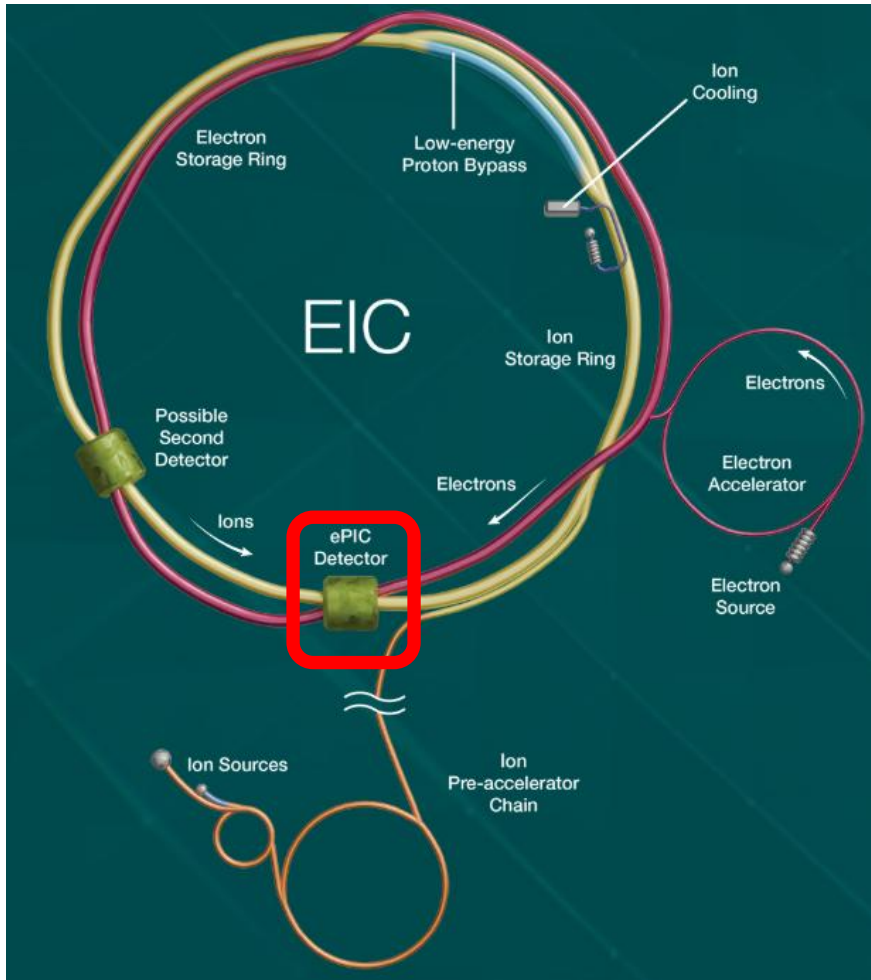 Ion
Cooling
Electron
Storage Ring
Low-energy
Proton Bypass
EIC
Ion
Storage Ring
Electrons
Possible
Second
Detector
Electron
Accelerator
Electrons
Ions
ePIC
Detector
Electron
Source
Ion Sources
Ion
Pre-accelerator
Chain